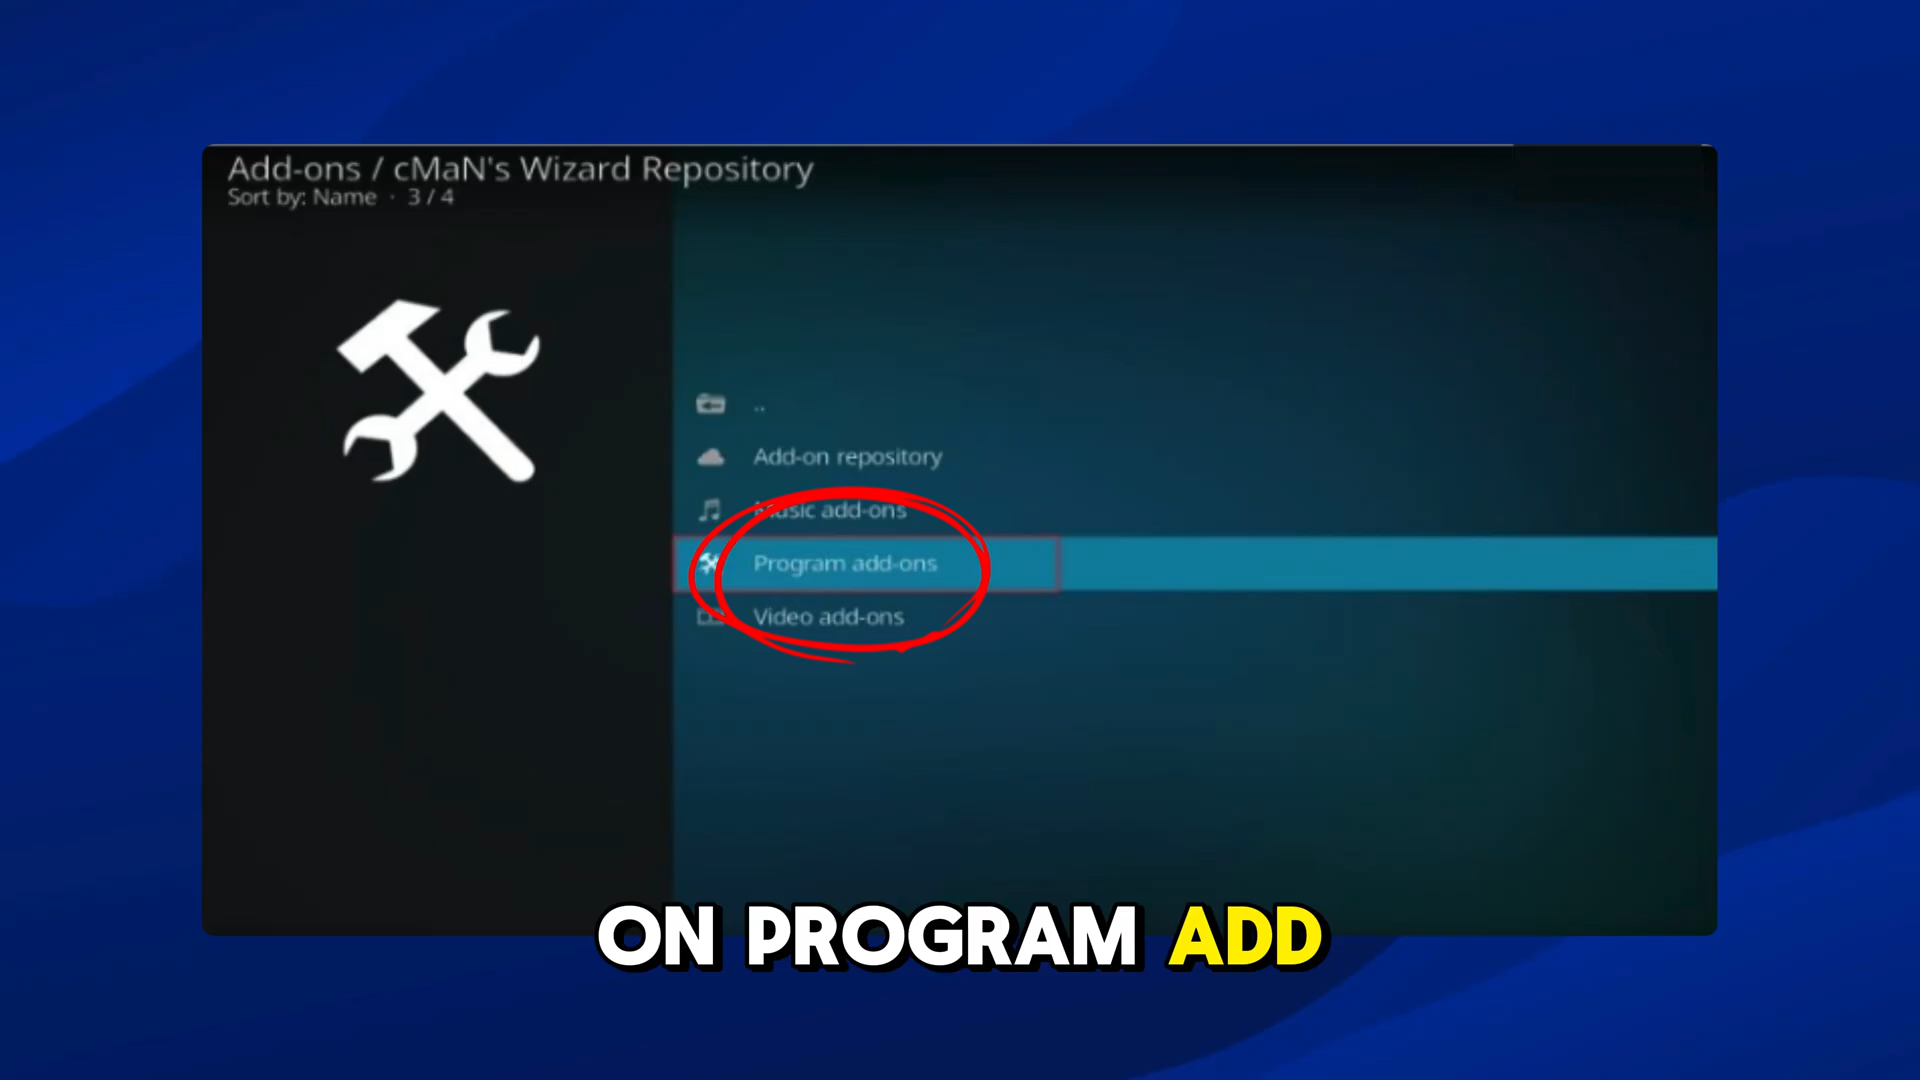 Add-ons / cMaN's Wizard Repository
Sort by: Name · 3 / 4
..
Add-on repository
Music add-ons
Program add-ons
Video add-ons
ON PROGRAM ADD